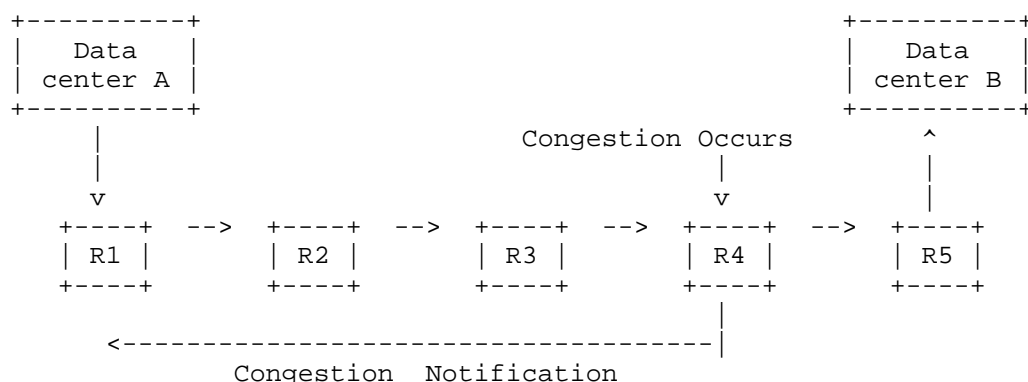 Data Data
center A center B
Congestion Occurs
R1 R2 R3 R4 R5
Congestion Notification